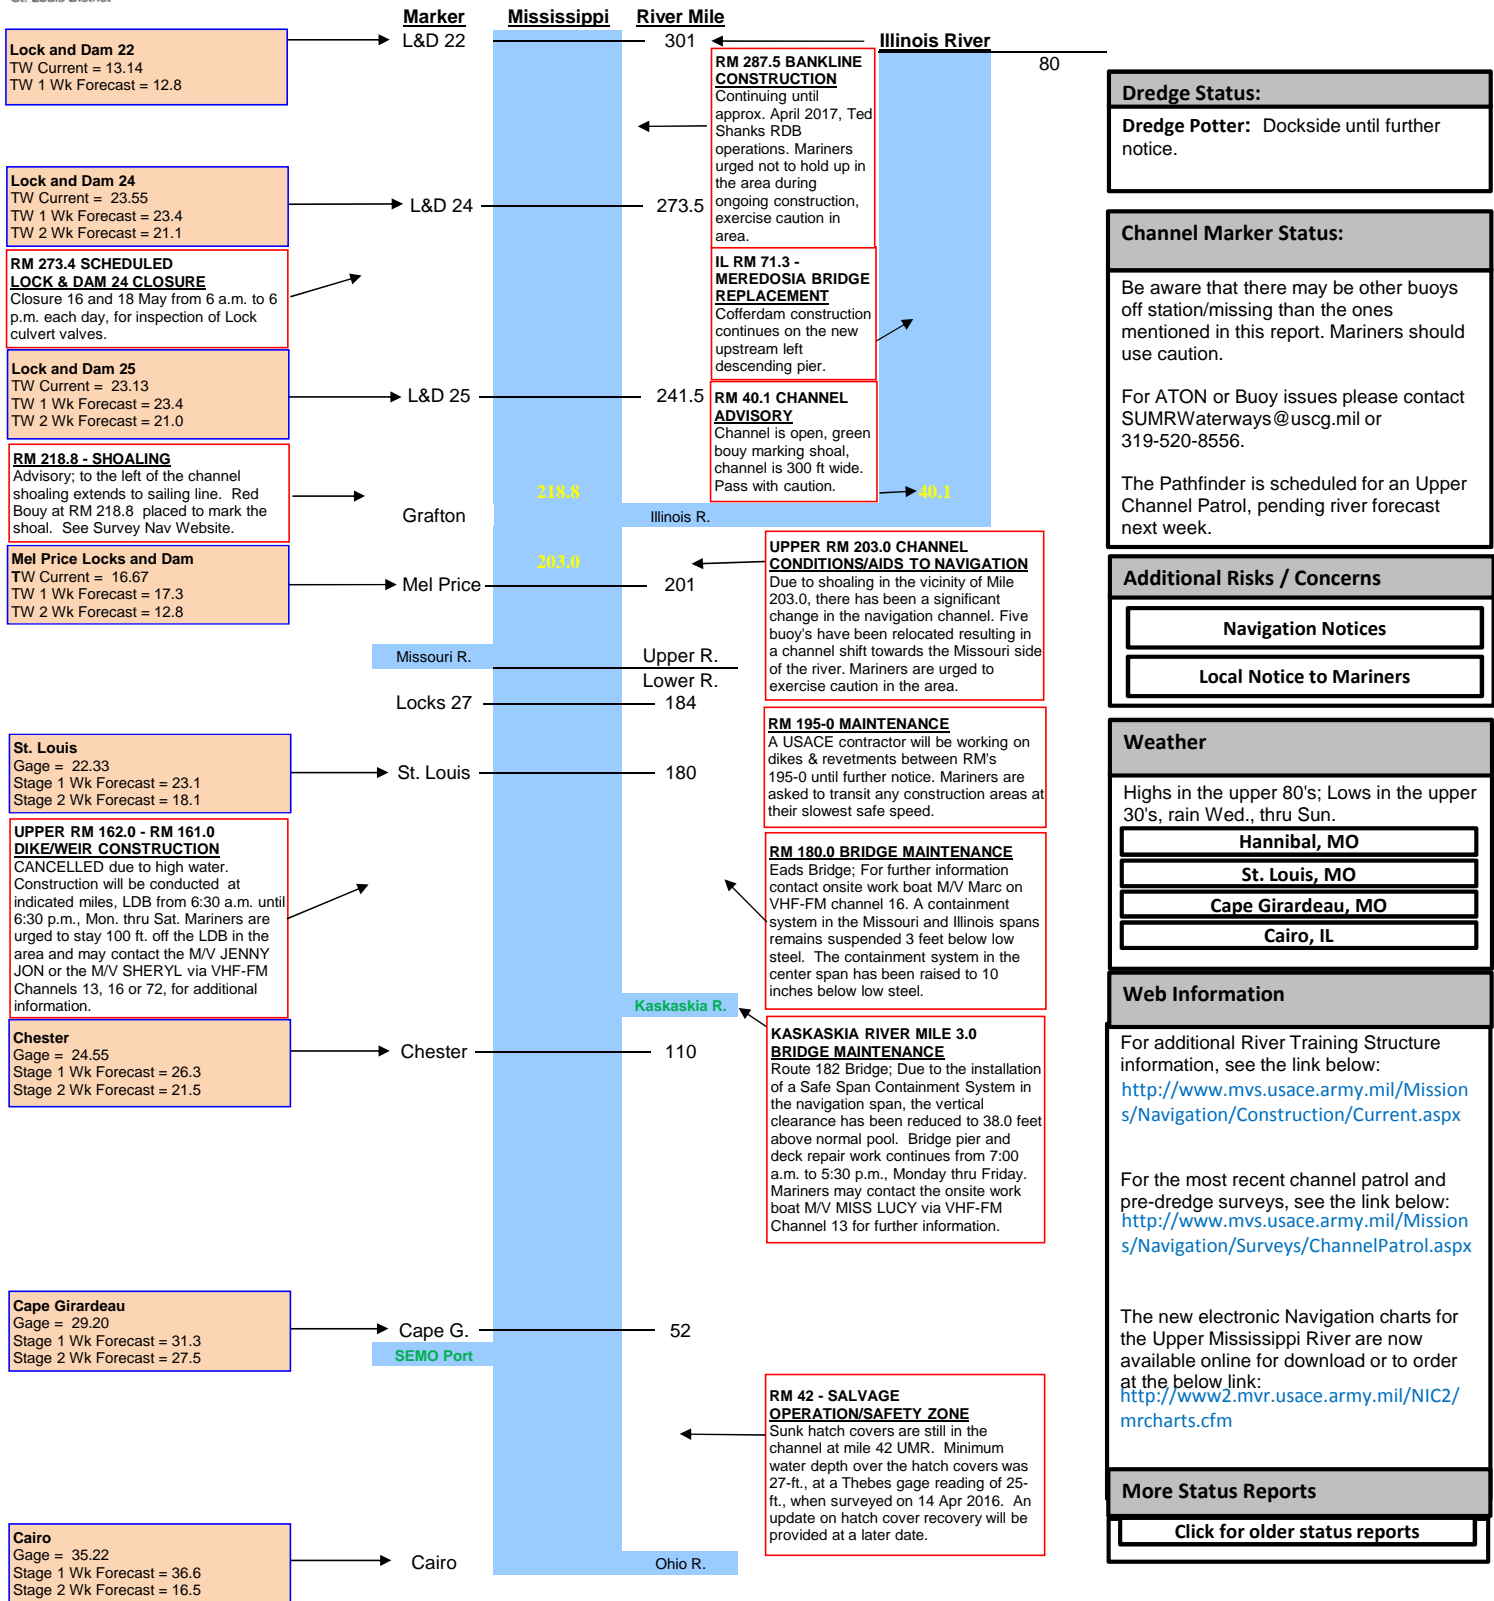 St. Louis District
Marker
Mississippi
River Mile
Lock and Dam 22
TW Current = 13.14
TW 1 Wk Forecast = 12.8
L&D 22
301
Illinois River
80
RM 287.5 BANKLINE
CONSTRUCTION
Continuing until
approx. April 2017, Ted
Shanks RDB
operations. Mariners
urged not to hold up in
the area during
ongoing construction,
exercise caution in
area.
Lock and Dam 24
TW Current =  23.55
TW 1 Wk Forecast = 23.4
TW 2 Wk Forecast = 21.1
L&D 24
273.5
RM 273.4 SCHEDULED
LOCK & DAM 24 CLOSURE
Closure 16 and 18 May from 6 a.m. to 6
p.m. each day, for inspection of Lock
culvert valves.
IL RM 71.3 -
MEREDOSIA BRIDGE
REPLACEMENT
Cofferdam construction
continues on the new
upstream left
descending pier.
Lock and Dam 25
TW Current =  23.13
TW 1 Wk Forecast = 23.4
TW 2 Wk Forecast = 21.0
L&D 25
241.5
RM 40.1 CHANNEL
ADVISORY
Channel is open, green
bouy marking shoal,
channel is 300 ft wide.
Pass with caution.
RM 218.8 - SHOALING
Advisory; to the left of the channel
shoaling extends to sailing line.  Red
Bouy at RM 218.8  placed to mark the
shoal.  See Survey Nav Website.
218.8
40.1
Grafton
Illinois R.
Mel Price Locks and Dam
TW Current =  16.67
TW 1 Wk Forecast = 17.3
TW 2 Wk Forecast = 12.8
203.0
Mel Price
201
UPPER RM 203.0 CHANNEL
CONDITIONS/AIDS TO NAVIGATION
Due to shoaling in the vicinity of Mile
203.0, there has been a significant
change in the navigation channel. Five
buoy's have been relocated resulting in
a channel shift towards the Missouri side
of the river. Mariners are urged to
exercise caution in the area.
Missouri R.
Upper R.
Lower R.
Locks 27
184
RM 195-0 MAINTENANCE
A USACE contractor will be working on
dikes & revetments between RM's
195-0 until further notice. Mariners are
asked to transit any construction areas at
their slowest safe speed.
St. Louis
Gage =  22.33
Stage 1 Wk Forecast = 23.1
Stage 2 Wk Forecast = 18.1
St. Louis
180
UPPER RM 162.0 - RM 161.0
DIKE/WEIR CONSTRUCTION
CANCELLED due to high water.
Construction will be conducted  at
indicated miles, LDB from 6:30 a.m. until
6:30 p.m., Mon. thru Sat. Mariners are
urged to stay 100 ft. off the LDB in the
area and may contact the M/V JENNY
JON or the M/V SHERYL via VHF-FM
Channels 13, 16 or 72, for additional
information.
RM 180.0 BRIDGE MAINTENANCE
Eads Bridge; For further information
contact onsite work boat M/V Marc on
VHF-FM channel 16. A containment
system in the Missouri and Illinois spans
remains suspended 3 feet below low
steel.  The containment system in the
center span has been raised to 10
inches below low steel.
Kaskaskia R.
Chester
Gage =  24.55
Stage 1 Wk Forecast = 26.3
Stage 2 Wk Forecast = 21.5
Chester
110
KASKASKIA RIVER MILE 3.0
BRIDGE MAINTENANCE
Route 182 Bridge; Due to the installation
of a Safe Span Containment System in
the navigation span, the vertical
clearance has been reduced to 38.0 feet
above normal pool.  Bridge pier and
deck repair work continues from 7:00
a.m. to 5:30 p.m., Monday thru Friday.
Mariners may contact the onsite work
boat M/V MISS LUCY via VHF-FM
Channel 13 for further information.
Cape Girardeau
Gage =  29.20
Stage 1 Wk Forecast = 31.3
Stage 2 Wk Forecast = 27.5
Cape G.
52
SEMO Port
RM 42 - SALVAGE
OPERATION/SAFETY ZONE
Sunk hatch covers are still in the
channel at mile 42 UMR.  Minimum
water depth over the hatch covers was
27-ft., at a Thebes gage reading of 25-
ft., when surveyed on 14 Apr 2016.  An
update on hatch cover recovery will be
provided at a later date.
Cairo
Gage =  35.22
Stage 1 Wk Forecast = 36.6
Stage 2 Wk Forecast = 16.5
Cairo
Ohio R.
Dredge Status:
Dredge Potter:  Dockside until further
notice.
Channel Marker Status:
Be aware that there may be other buoys
off station/missing than the ones
mentioned in this report. Mariners should
use caution.
For ATON or Buoy issues please contact
SUMRWaterways@uscg.mil or
319-520-8556.
The Pathfinder is scheduled for an Upper
Channel Patrol, pending river forecast
next week.
Additional Risks / Concerns
Navigation Notices
Local Notice to Mariners
Weather
Highs in the upper 80's; Lows in the upper
30's, rain Wed., thru Sun.
Hannibal, MO
St. Louis, MO
Cape Girardeau, MO
Cairo, IL
Web Information
For additional River Training Structure
information, see the link below:
http://www.mvs.usace.army.mil/Mission
s/Navigation/Construction/Current.aspx
For the most recent channel patrol and
pre-dredge surveys, see the link below:
http://www.mvs.usace.army.mil/Mission
s/Navigation/Surveys/ChannelPatrol.aspx
The new electronic Navigation charts for
the Upper Mississippi River are now
available online for download or to order
at the below link:
http://www2.mvr.usace.army.mil/NIC2/
mrcharts.cfm
More Status Reports
Click for older status reports